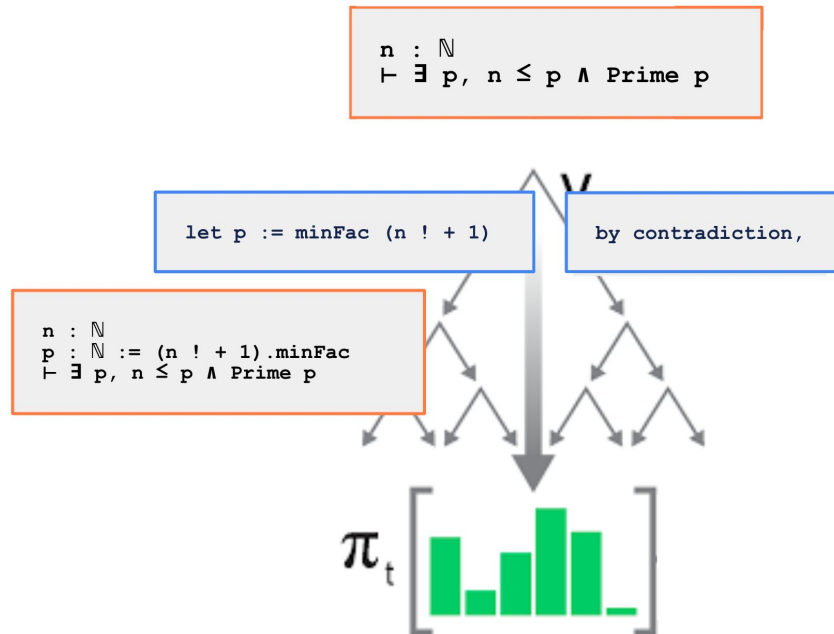 n : ℕ
⊢ ∃ p, n ≤ p ∧ Prime p
let p := minFac (n ! + 1)
by contradiction,
n : ℕ
p : ℕ := (n ! + 1).minFac
⊢ ∃ p, n ≤ p ∧ Prime p
π t